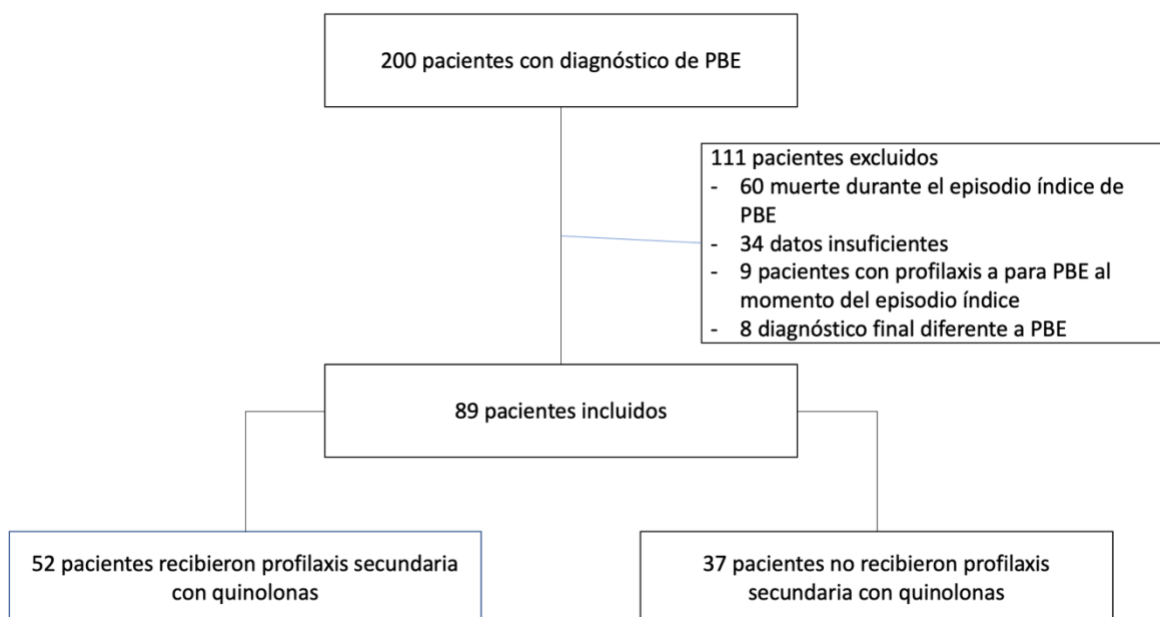 200 pacientes con diagnóstico de PBE
111 pacientes excluidos
- 60 muerte durante el episodio índice de
PBE
- 34 datos insuficientes
- 9 pacientes con profilaxis a para PBE al
momento del episodio índice
- 8 diagnóstico final diferente a PBE
89 pacientes incluidos
52 pacientes recibieron profilaxis secundaria
con quinolonas
37 pacientes no recibieron profilaxis
secundaria con quinolonas